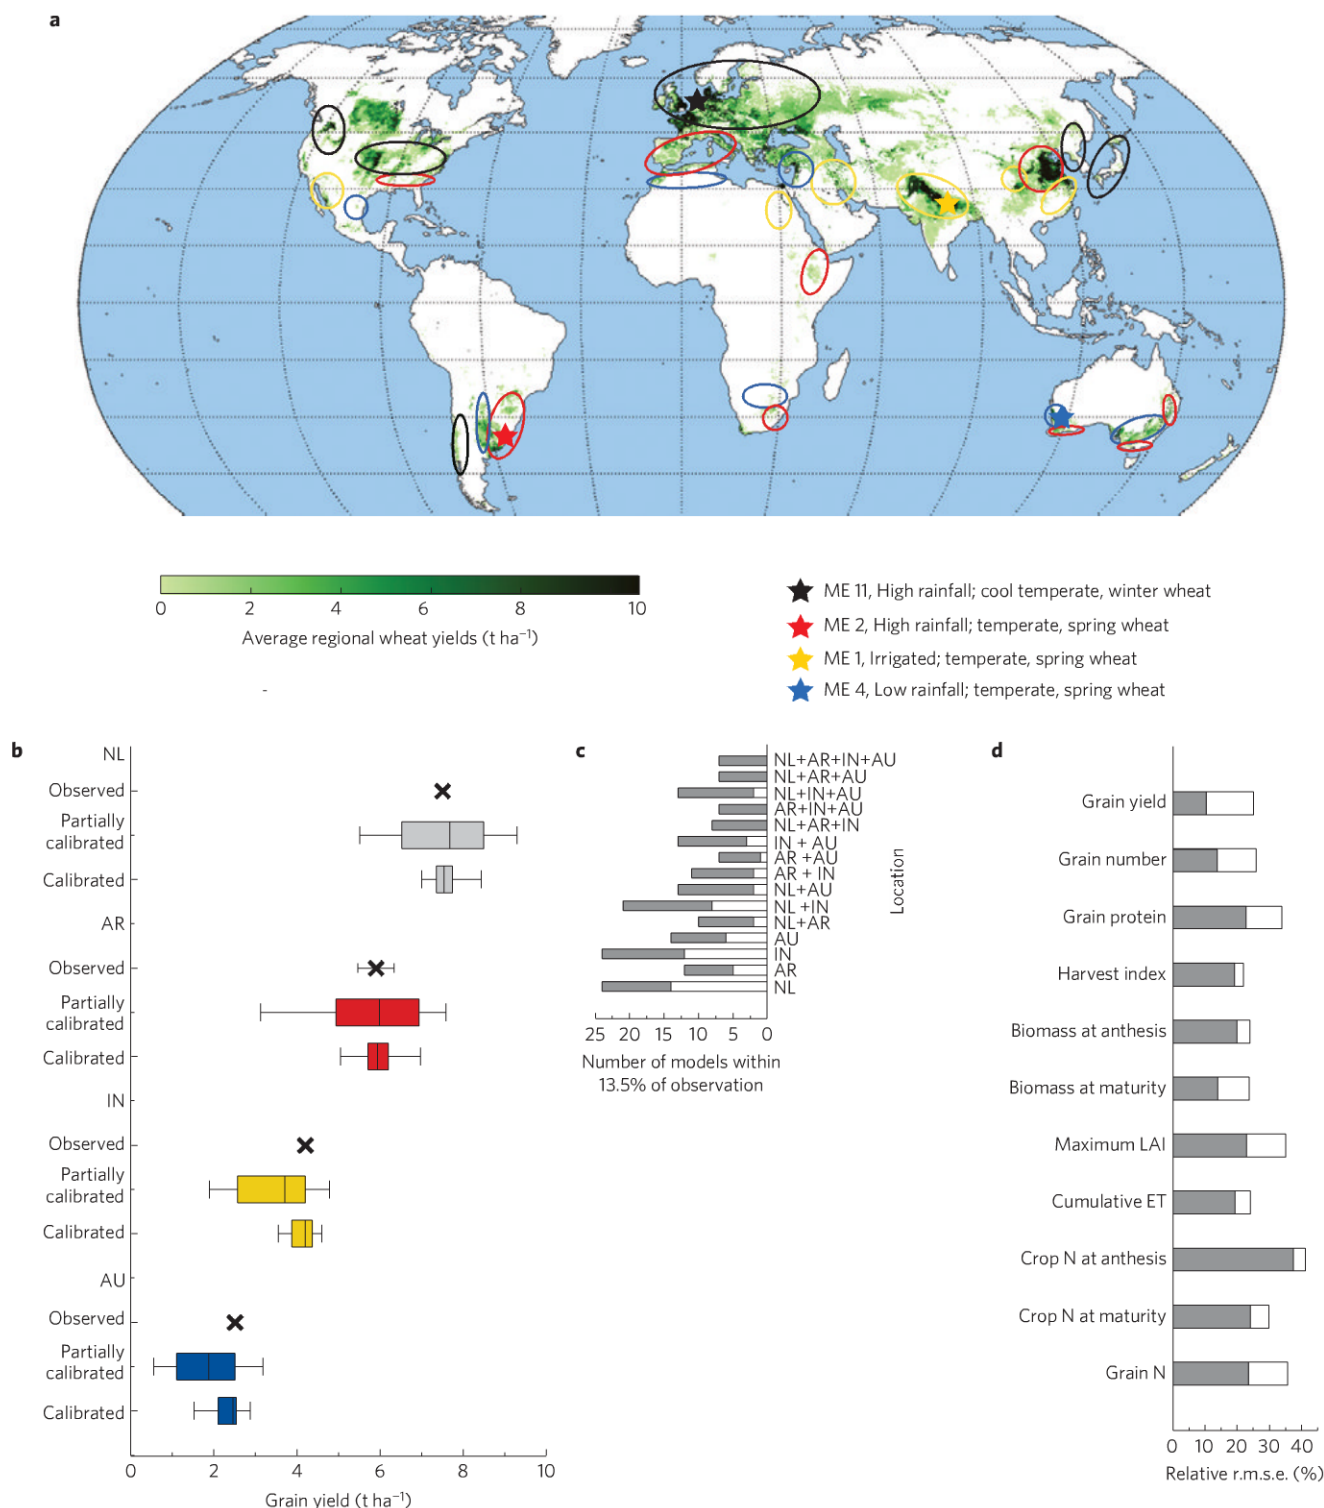 a
0 2 4 6 8 10
Average regional wheat yields (t ha⁻¹)
ME 11, High rainfall; cool temperate, winter wheat
ME 2, High rainfall; temperate, spring wheat
ME 1, Irrigated; temperate, spring wheat
ME 4, Low rainfall; temperate, spring wheat
b
NL
Observed
Partially
calibrated
Calibrated
AR
Observed
Partially
calibrated
Calibrated
IN
Observed
Partially
calibrated
Calibrated
AU
Observed
Partially
calibrated
Calibrated
0 2 4 6 8 10
Grain yield (t ha⁻¹)
c
NL+AR+IN+AU
NL+AR+AU
NL+IN+AU
AR+IN+AU
NL+AR+IN
IN + AU
AR +AU
AR + IN
NL+AU
NL +IN
NL+AR
AU
IN
AR
NL
Location
25 20 15 10 5 0
Number of models within
13.5% of observation
d
Grain yield
Grain number
Grain protein
Harvest index
Biomass at anthesis
Biomass at maturity
Maximum LAI
Cumulative ET
Crop N at anthesis
Crop N at maturity
Grain N
0 10 20 30 40
Relative r.m.s.e. (%)